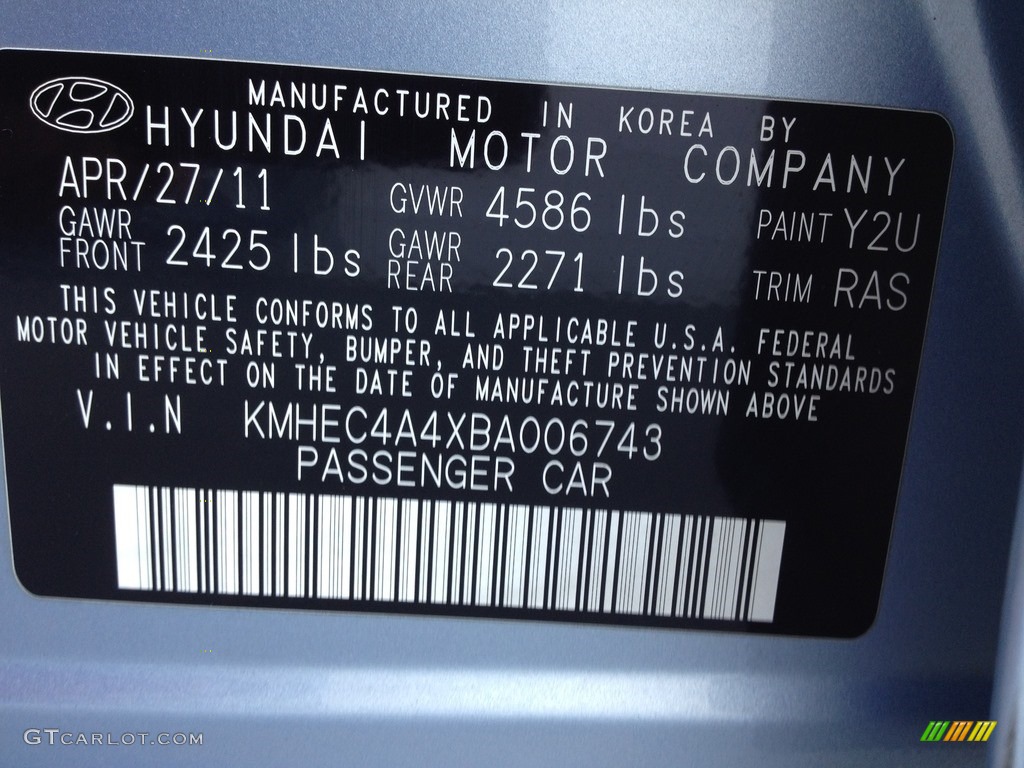 MANUFACTURED IN KOREA BY
HYUNDAI MOTOR COMPANY
APR/27/11 GVWR 4586 lbs PAINT Y2U
GAWR FRONT 2425 lbs GAWR REAR 2271 lbs TRIM RAS
THIS VEHICLE CONFORMS TO ALL APPLICABLE U.S.A. FEDERAL
MOTOR VEHICLE SAFETY, BUMPER, AND THEFT PREVENTION STANDARDS
IN EFFECT ON THE DATE OF MANUFACTURE SHOWN ABOVE
V.I.N KMHEC4A4XBA006743
PASSENGER CAR
GTCARLOT.COM